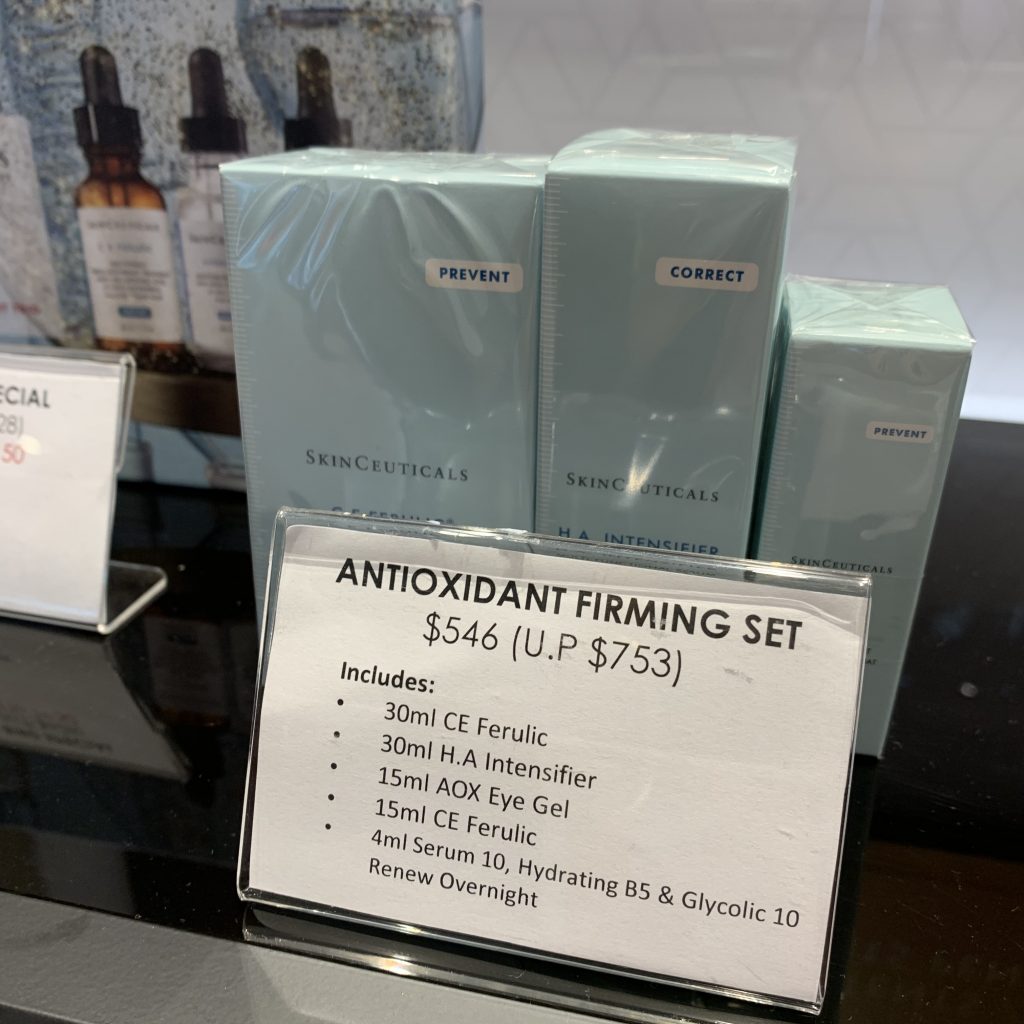 PREVENT
CORRECT
PREVENT
SKINCEUTICALS
SKINCEUTICALS
SKINCEUTICALS
H.A. INTENSIFIER
ECIAL
28)
50
ANTIOXIDANT FIRMING SET
$546 (U.P $753)
Includes:
• 30ml CE Ferulic
• 30ml H.A Intensifier
• 15ml AOX Eye Gel
• 15ml CE Ferulic
• 4ml Serum 10, Hydrating B5 & Glycolic 10
Renew Overnight